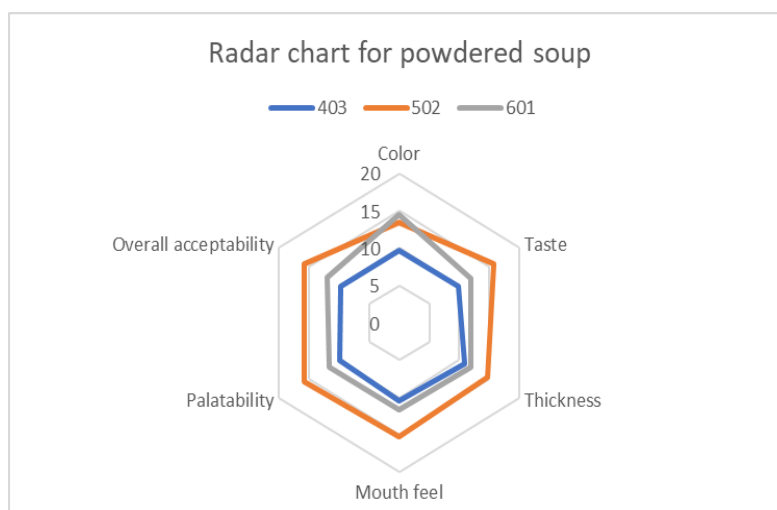 Radar chart for powdered soup
403 502 601
Color
20
15
Overall acceptability Taste
10
5
0
Palatability Thickness
Mouth feel